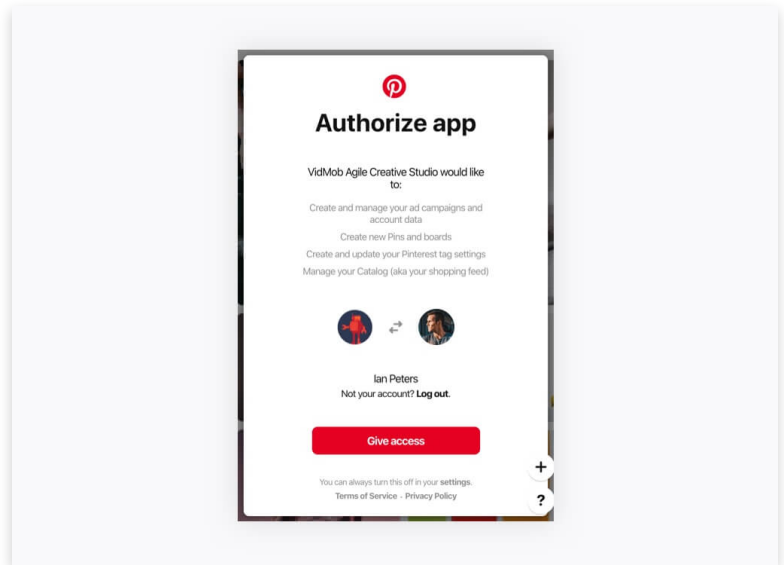 Authorize app
VidMob Agile Creative Studio would like
to:
Create and manage your ad campaigns and
account data
Create new Pins and boards
Create and update your Pinterest tag settings
Manage your Catalog (aka your shopping feed)
Ian Peters
Not your account? Log out.
Give access
+
You can always turn this off in your settings.
Terms of Service - Privacy Policy
?